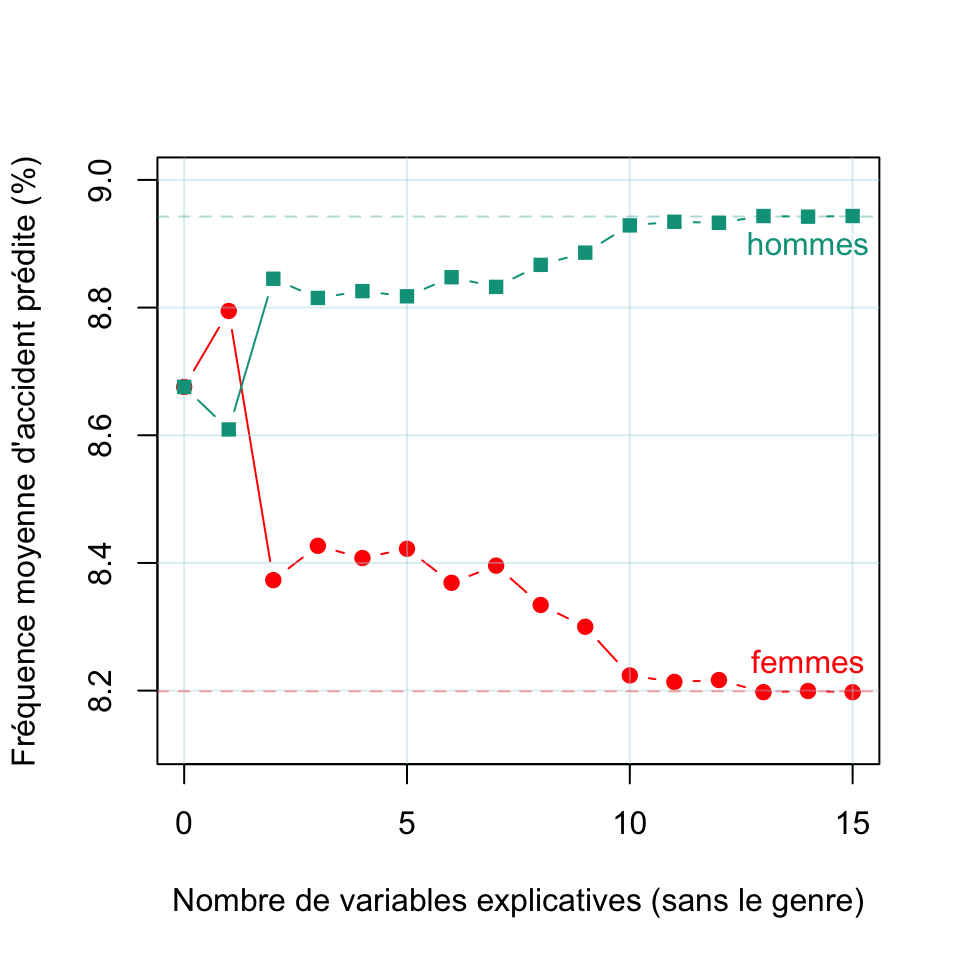 Fréquence moyenne d'accident prédite (%)
9.0
8.8
8.6
8.4
8.2
hommes
femmes
0 5 10 15
Nombre de variables explicatives (sans le genre)